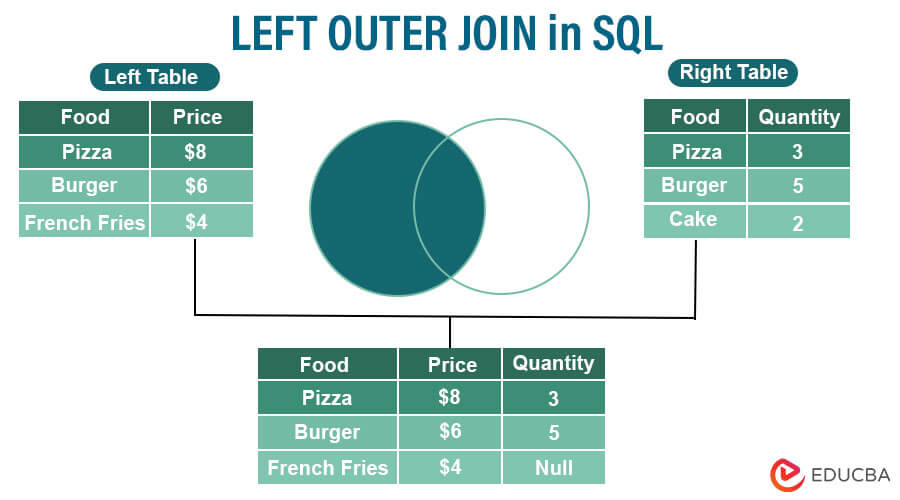 LEFT OUTER JOIN in SQL
Left Table
Food Price
Pizza $8
Burger $6
French Fries $4
Right Table
Food Quantity
Pizza 3
Burger 5
Cake 2
Food Price Quantity
Pizza $8 3
Burger $6 5
French Fries $4 Null
EDUCBA